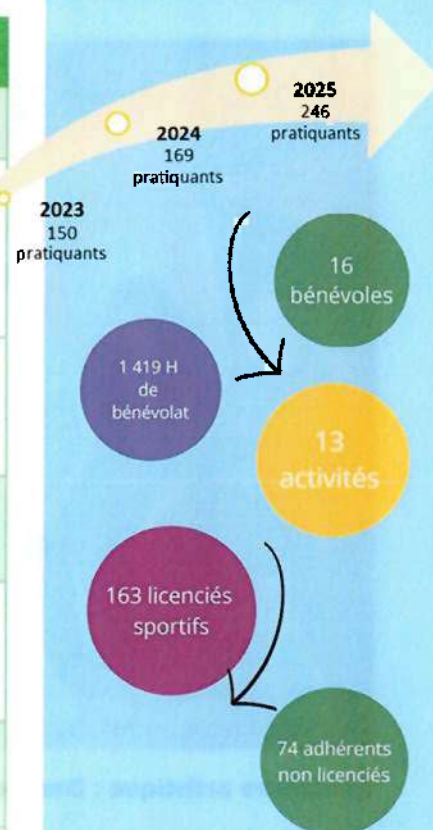 2025
246
pratiquants
2024
169
pratiquants
2023
150
pratiquants
16
bénévoles
1 419 H
de
bénévolat
13
activités
163 licenciés
sportifs
74 adhérents
non licenciés